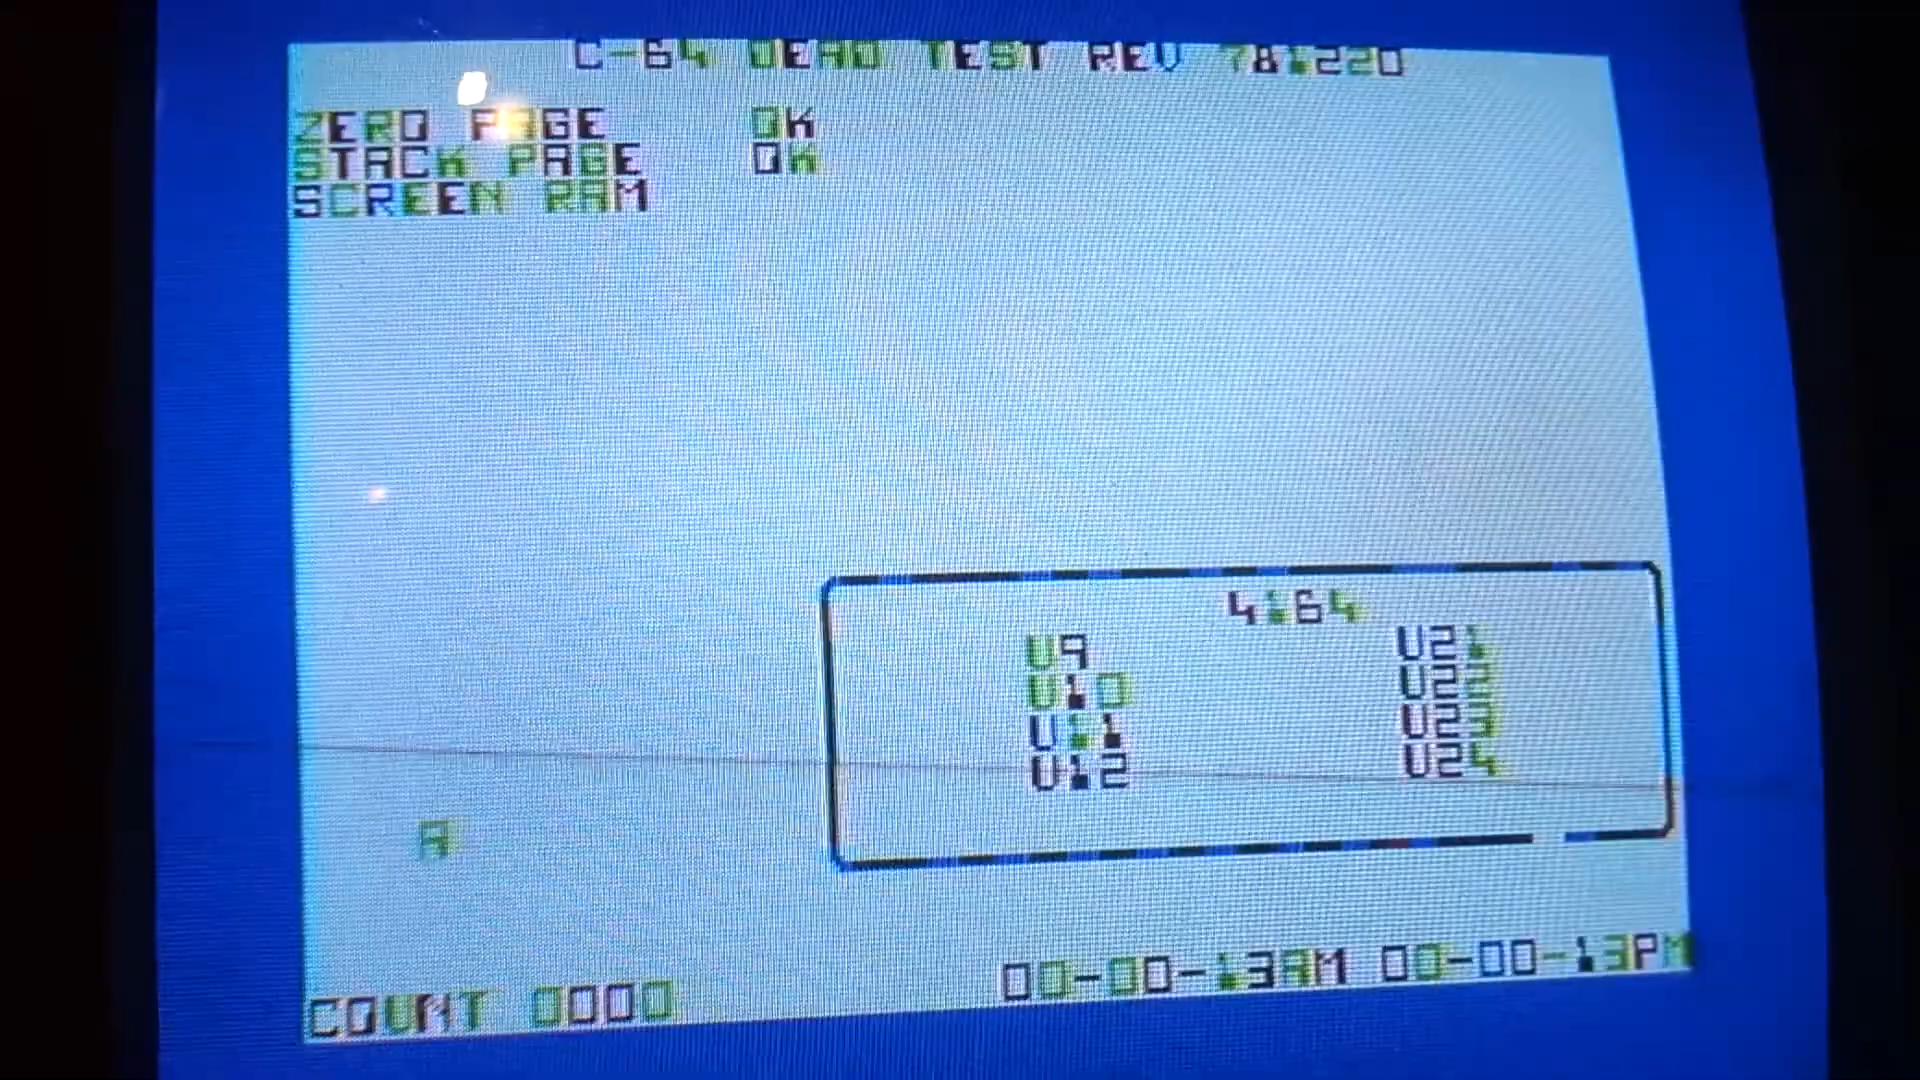 C-64 DEAD TEST REV 781220
ZERO PAGE OK
STACK PAGE OK
SCREEN RAM
4164
U9 U21
U10 U22
U11 U23
U12 U24
A
COUNT 0000 00-00-13AM 00-00-13PM